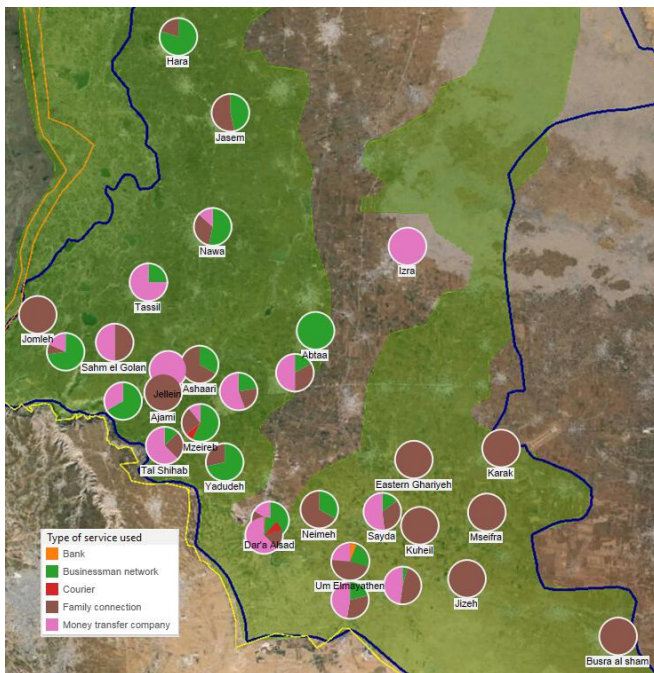 Hara
Jasem
Nawa
Izra
Tassil
Jomleh
Abtaa
Sahm el Golan
Ashaari
Jellein
Ajami
Mzeireb
Tal Shihab
Yadudeh
Karak
Eastern Ghariyeh
Mseifra
Neimeh
Sayda
Kuheil
Dar'a Alsad
Um Elmayathen
Jizeh
Busra al sham
Type of service used
Bank
Businessman network
Courier
Family connection
Money transfer company